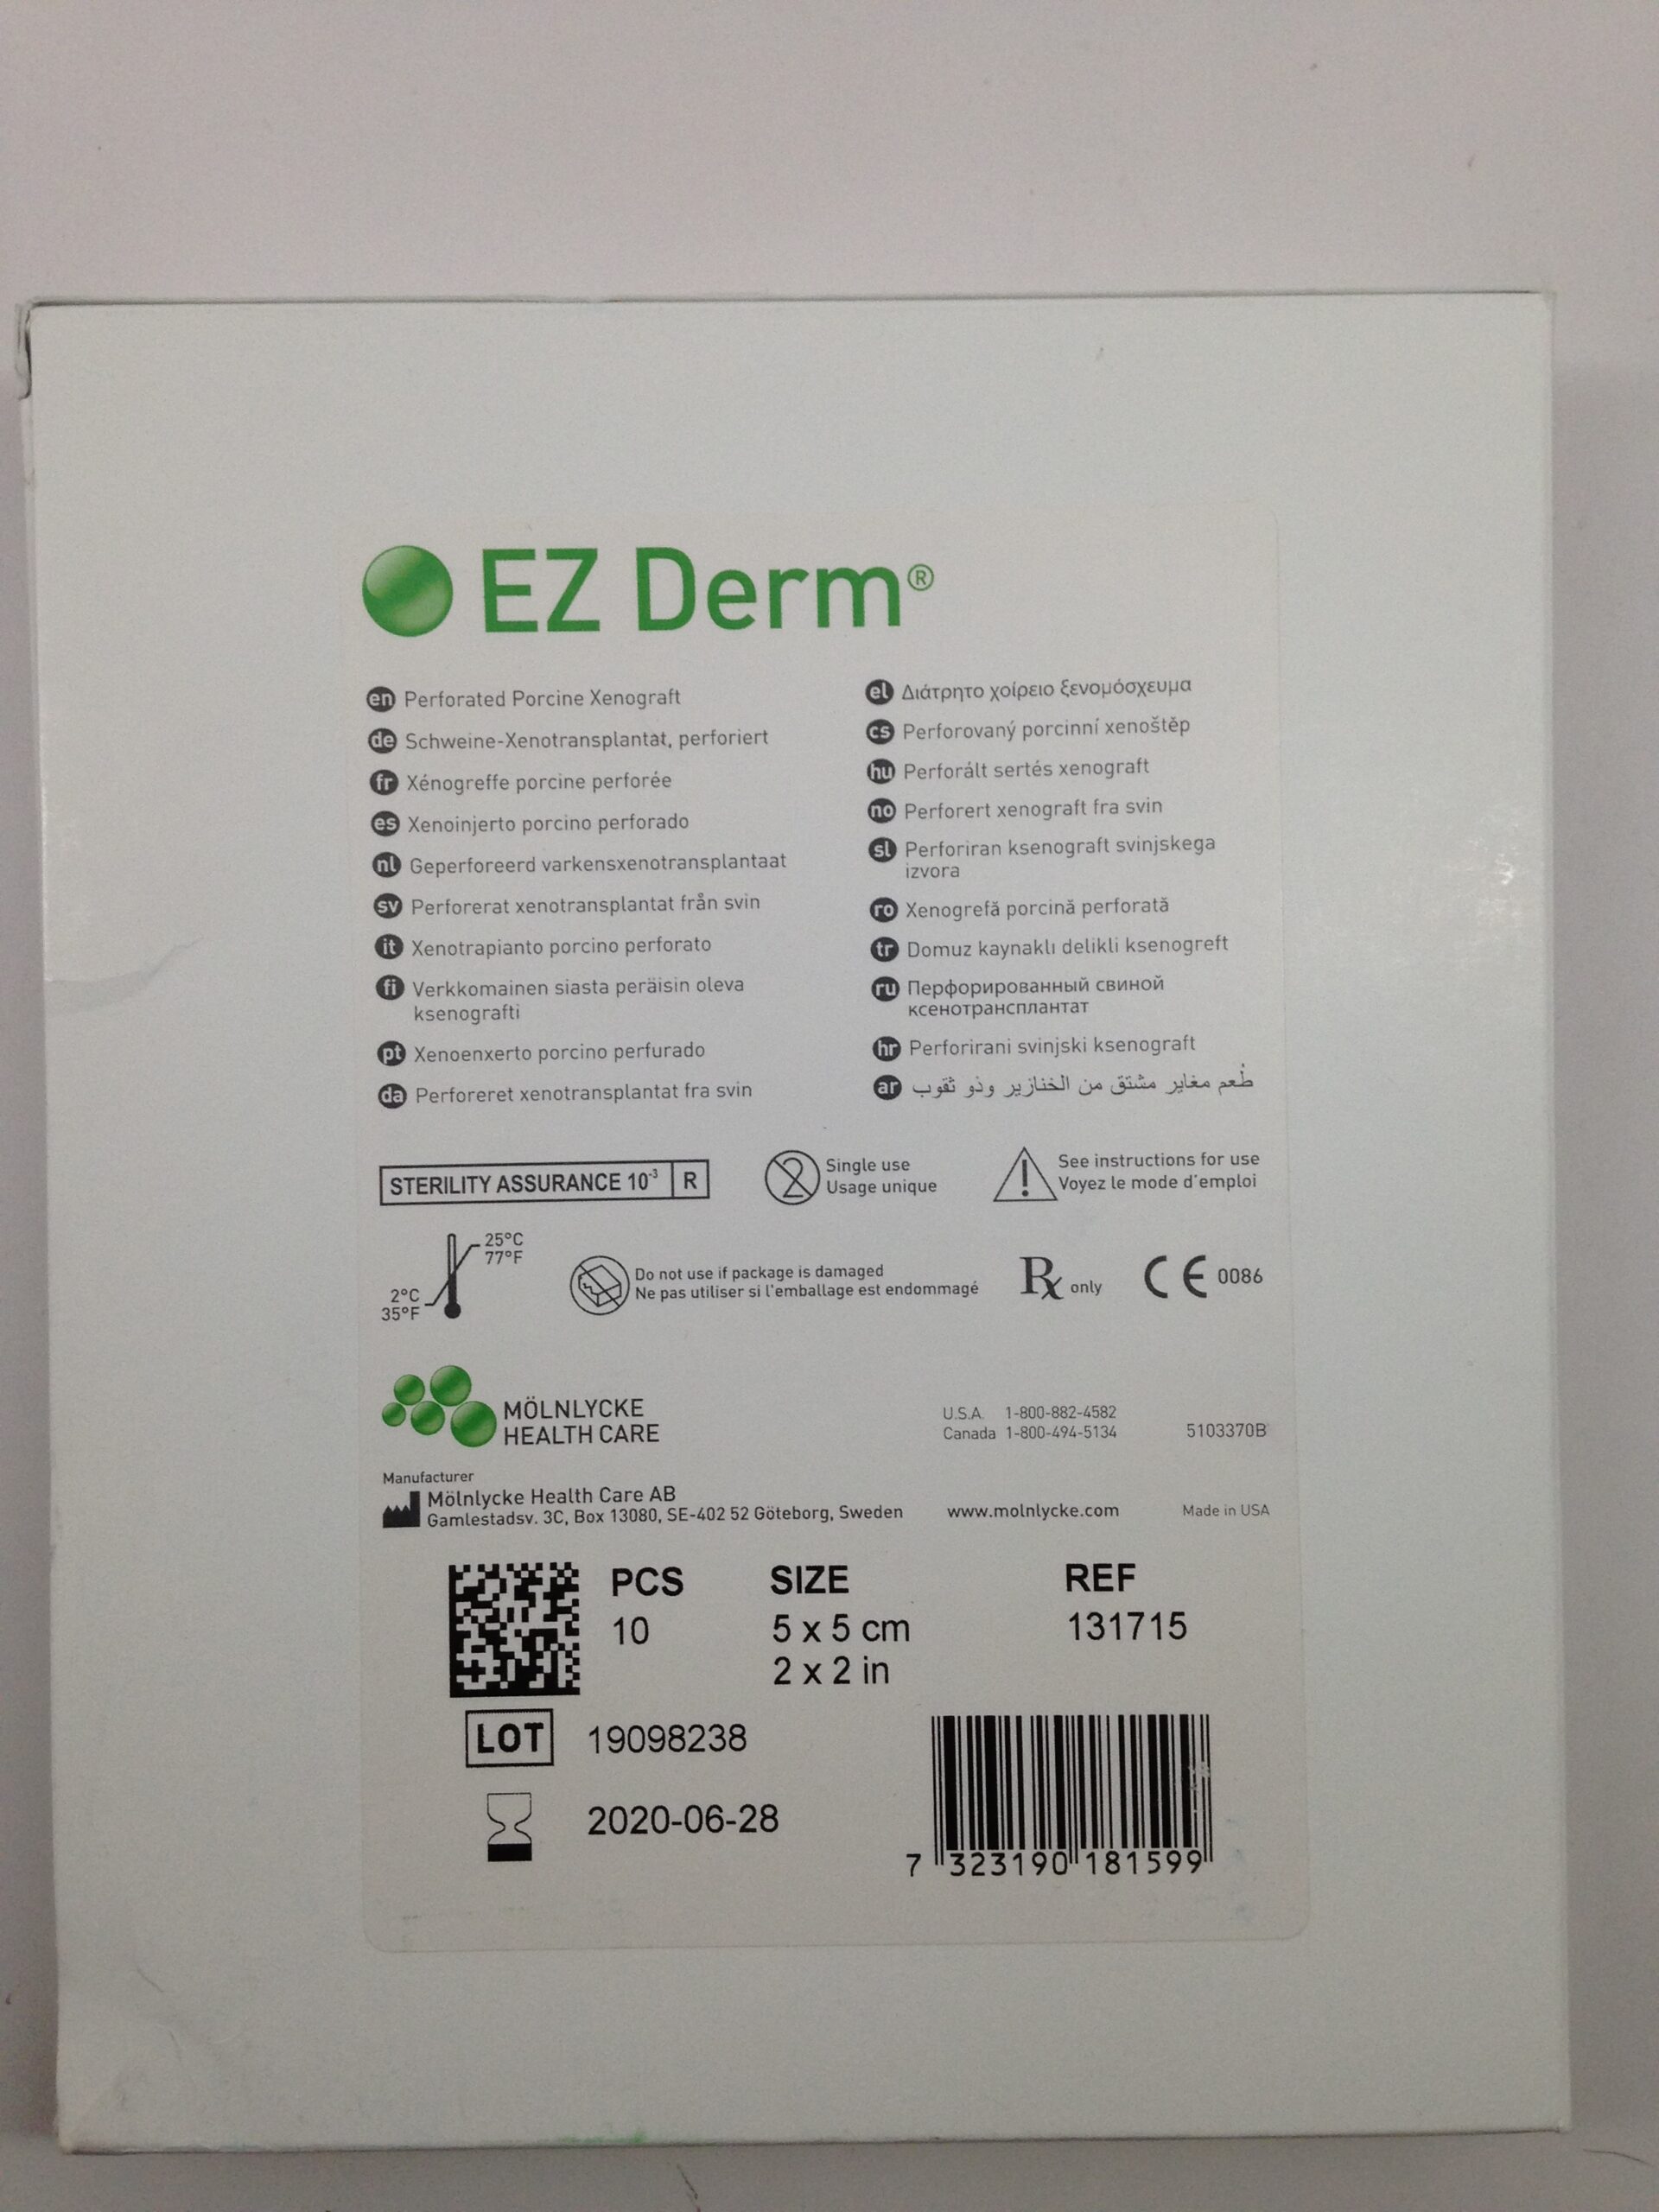 EZ Derm®
en Perforated Porcine Xenograft
de Schweine-Xenotransplantat, perforiert
fr Xénogreffe porcine perforée
es Xenoinjerto porcino perforado
nl Geperforeerd varkensxenotransplantaat
sv Perforerat xenotransplantat från svin
it Xenotrapianto porcino perforato
fi Verkkomainen siasta peräisin oleva
ksenografti
pt Xenoenxerto porcino perfurado
da Perforeret xenotransplantat fra svin
el Διάτρητο χοίρειο ξενομόσχευμα
cs Perforovaný porcinní xenoštěp
hu Perforált sertés xenograft
no Perforert xenograft fra svin
sl Perforiran ksenograft svinjskega
izvora
ro Xenogrefă porcină perforată
tr Domuz kaynaklı delikli ksenogreft
ru Перфорированный свиной
ксенотрансплантат
hr Perforirani svinjski ksenograft
ar طُعم مغاير مشتق من الخنازير وذو ثقوب
STERILITY ASSURANCE 10⁻³ R
2 Single use
Usage unique
! See instructions for use
Voyez le mode d'emploi
25°C
77°F
2°C
35°F
Do not use if package is damaged
Ne pas utiliser si l'emballage est endommagé
Rx only
CE 0086
MÖLNLYCKE
HEALTH CARE
U.S.A. 1-800-882-4582
Canada 1-800-494-5134
5103370B
Manufacturer
Mölnlycke Health Care AB
Gamlestadsv. 3C, Box 13080, SE-402 52 Göteborg, Sweden
www.molnlycke.com
Made in USA
PCS SIZE REF
10 5 x 5 cm 131715
2 x 2 in
LOT 19098238
2020-06-28
7 323190 181599